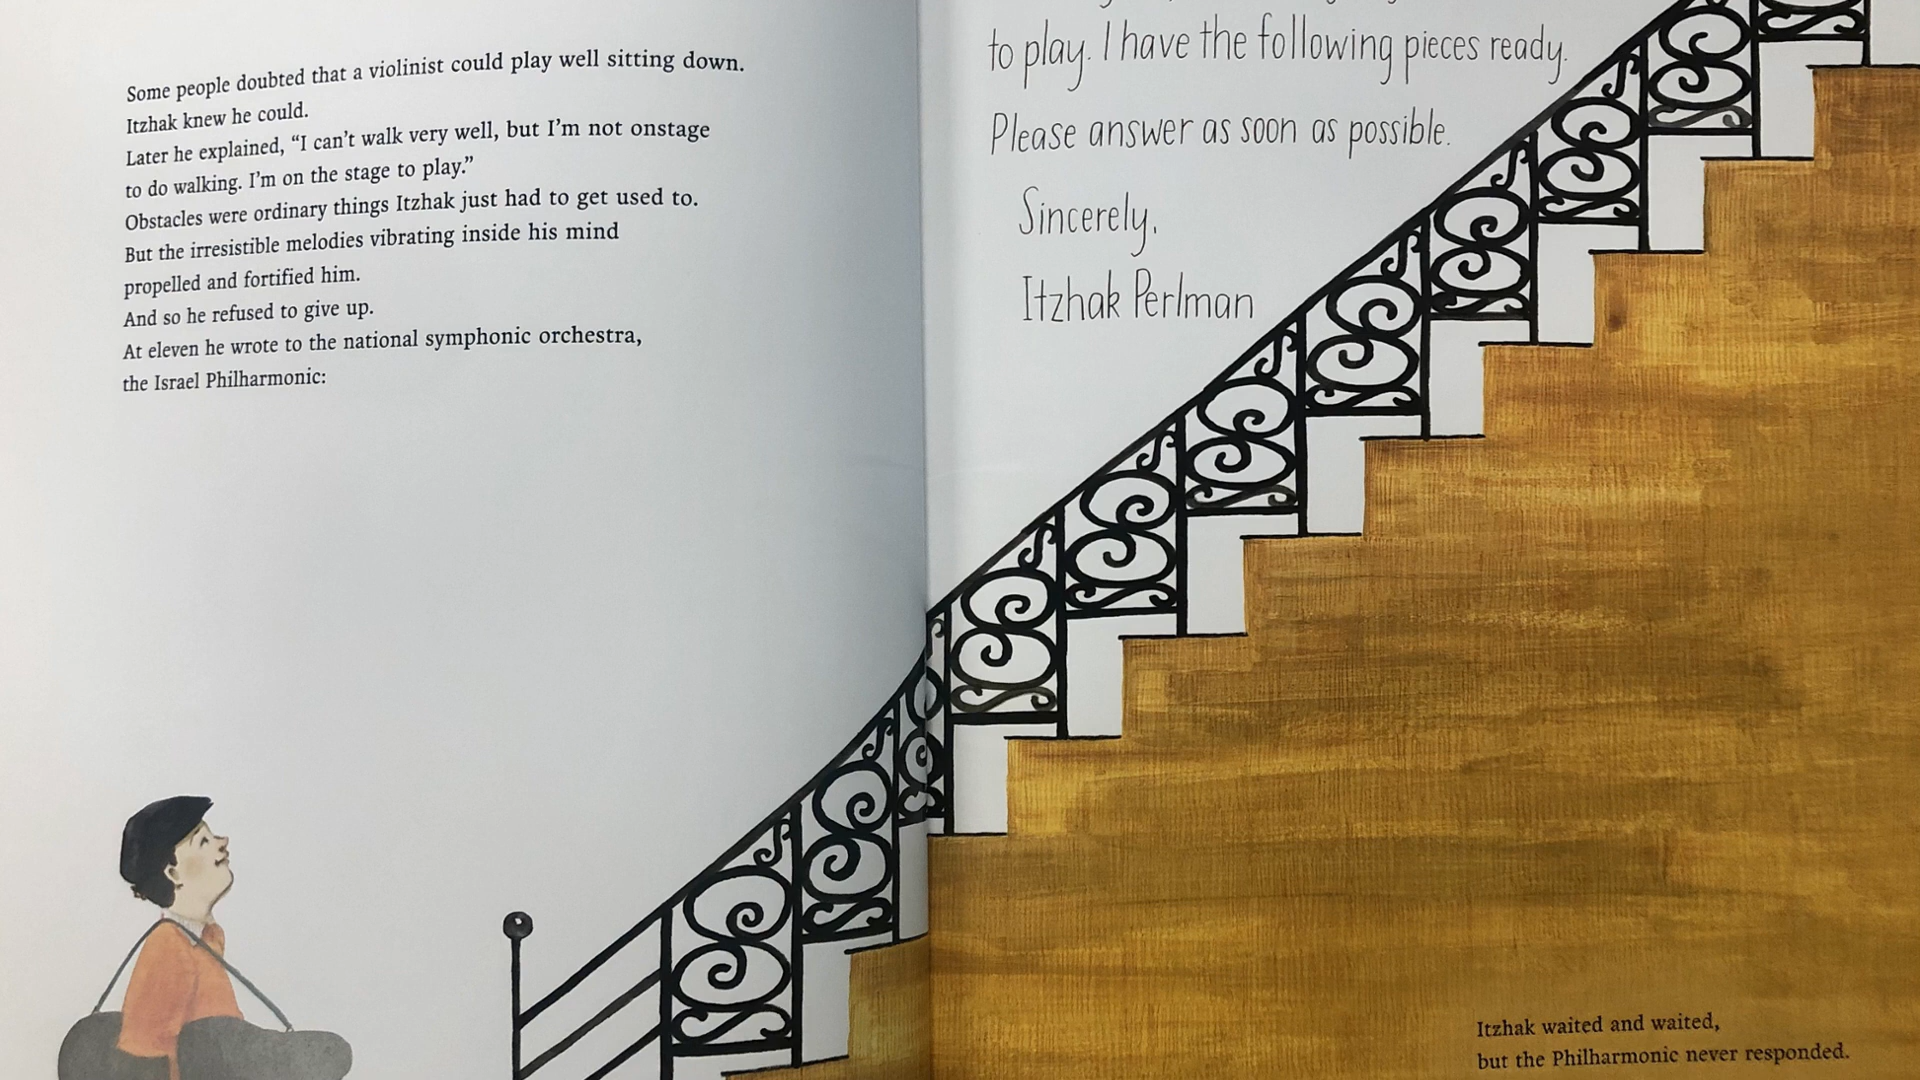 Some people doubted that a violinist could play well sitting down.
Itzhak knew he could.
Later he explained, “I can’t walk very well, but I’m not onstage
to do walking. I’m on the stage to play.”
Obstacles were ordinary things Itzhak just had to get used to.
But the irresistible melodies vibrating inside his mind
propelled and fortified him.
And so he refused to give up.
At eleven he wrote to the national symphonic orchestra,
the Israel Philharmonic:
to play. I have the following pieces ready.
Please answer as soon as possible.
Sincerely,
Itzhak Perlman
Itzhak waited and waited,
but the Philharmonic never responded.